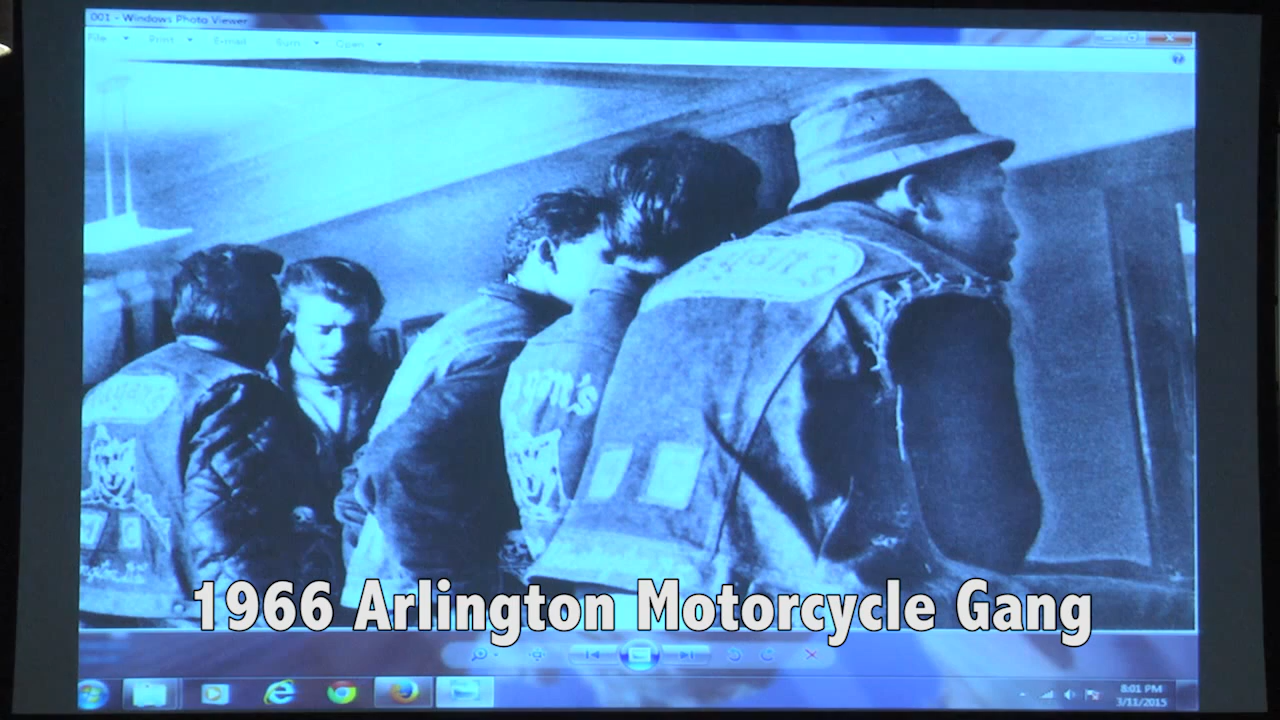 001 - Windows Photo Viewer
File Print E-mail Burn Open
1966 Arlington Motorcycle Gang
8:01 PM
3/11/2015